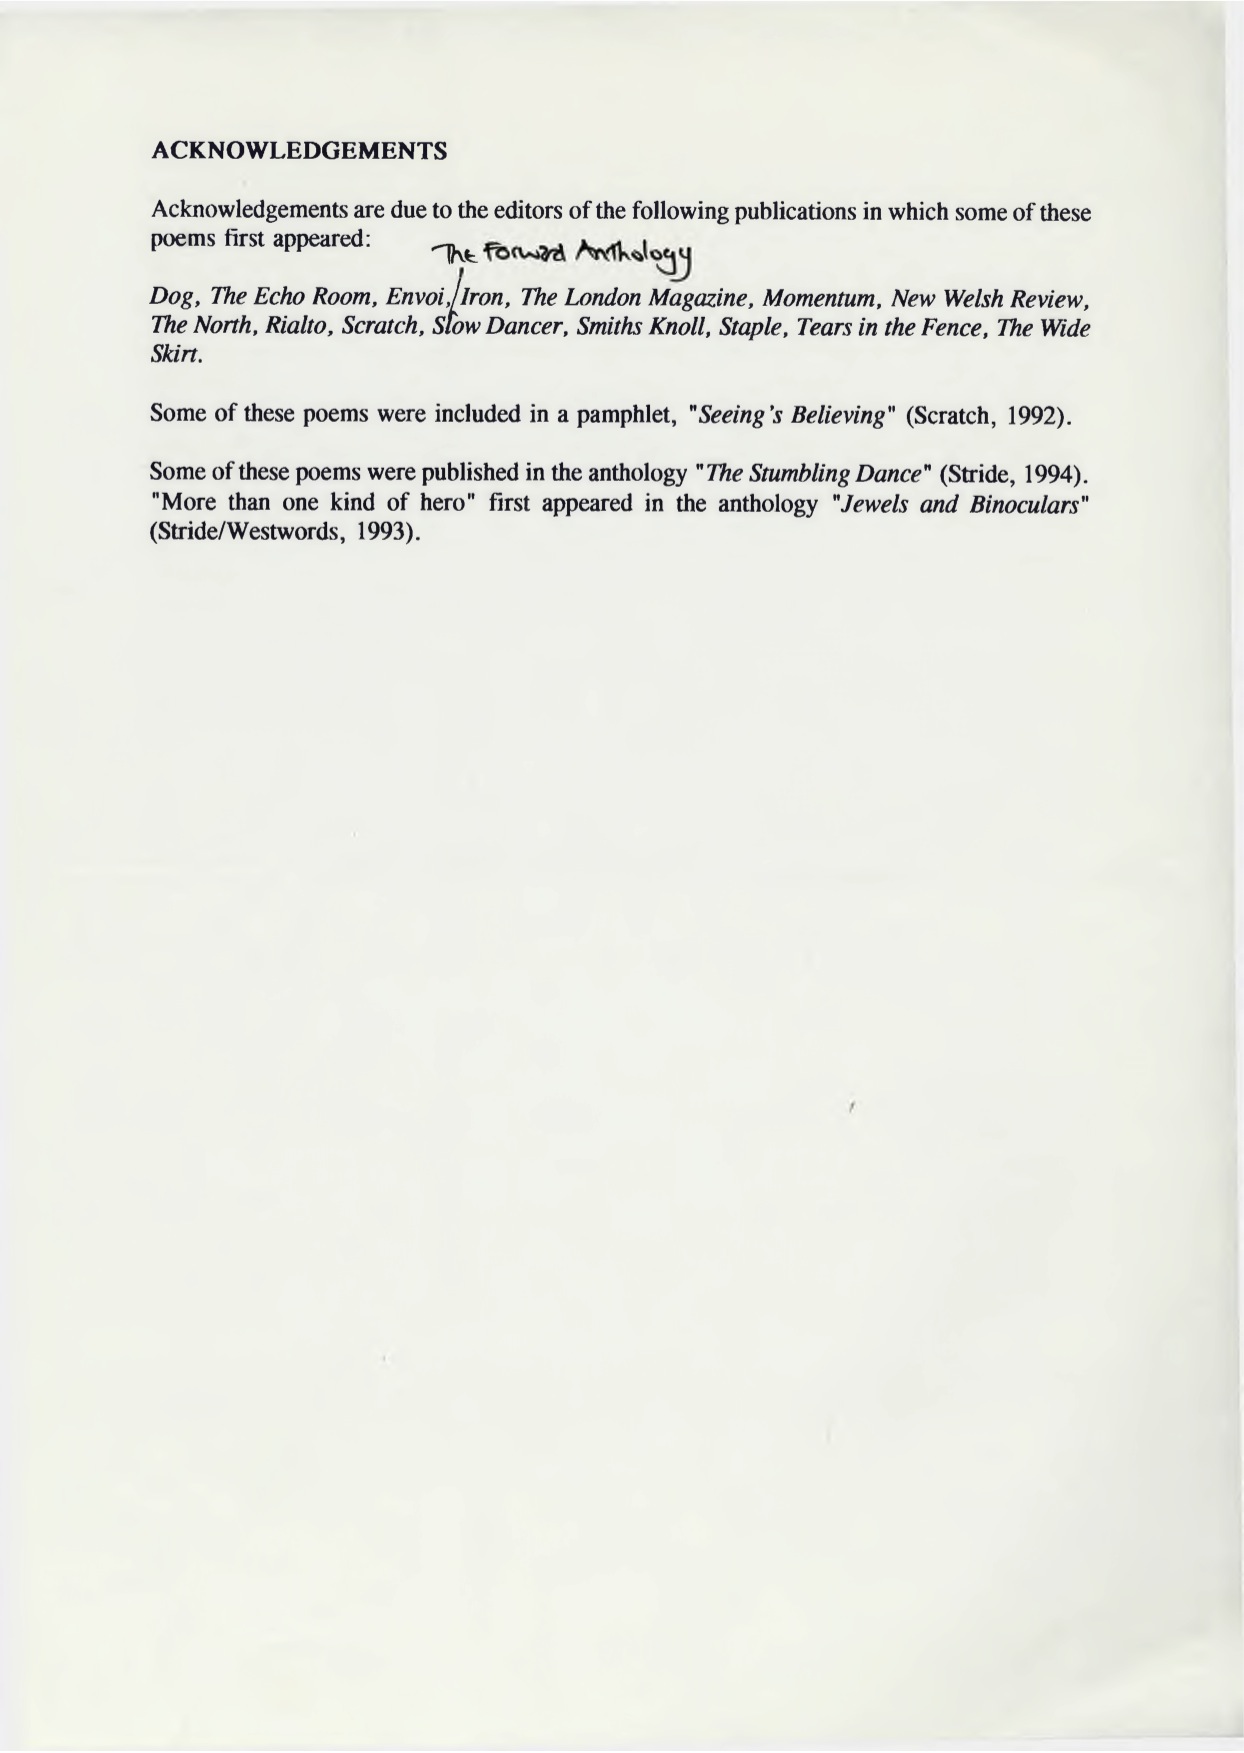 ACKNOWLEDGEMENTS
Acknowledgements are due to the editors of the following publications in which some of these
poems first appeared:
The Forward Anthology
Dog, The Echo Room, Envoi, Iron, The London Magazine, Momentum, New Welsh Review,
The North, Rialto, Scratch, Slow Dancer, Smiths Knoll, Staple, Tears in the Fence, The Wide
Skirt.
Some of these poems were included in a pamphlet, "Seeing's Believing" (Scratch, 1992).
Some of these poems were published in the anthology "The Stumbling Dance" (Stride, 1994).
"More than one kind of hero" first appeared in the anthology "Jewels and Binoculars"
(Stride/Westwords, 1993).